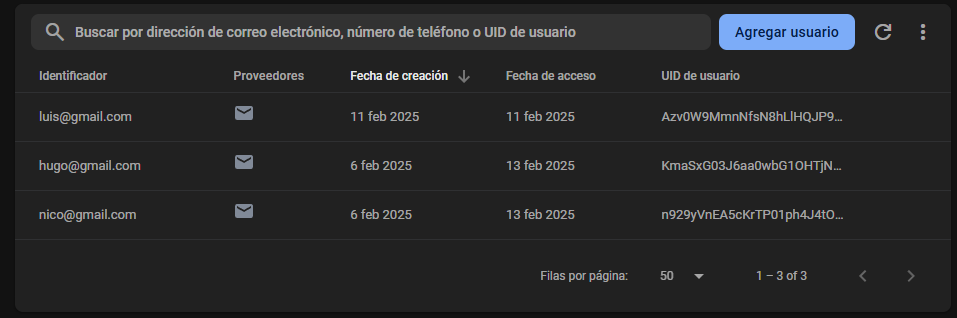 Buscar por dirección de correo electrónico, número de teléfono o UID de usuario Agregar usuario
Identificador Proveedores Fecha de creación Fecha de acceso UID de usuario
luis@gmail.com 11 feb 2025 11 feb 2025 Azv0W9MmnNfsN8hLlHQJP9...
hugo@gmail.com 6 feb 2025 13 feb 2025 KmaSxG03J6aa0wbG1OHTjN...
nico@gmail.com 6 feb 2025 13 feb 2025 n929yVnEA5cKrTP01ph4J4tO...
Filas por página: 50 1 – 3 of 3